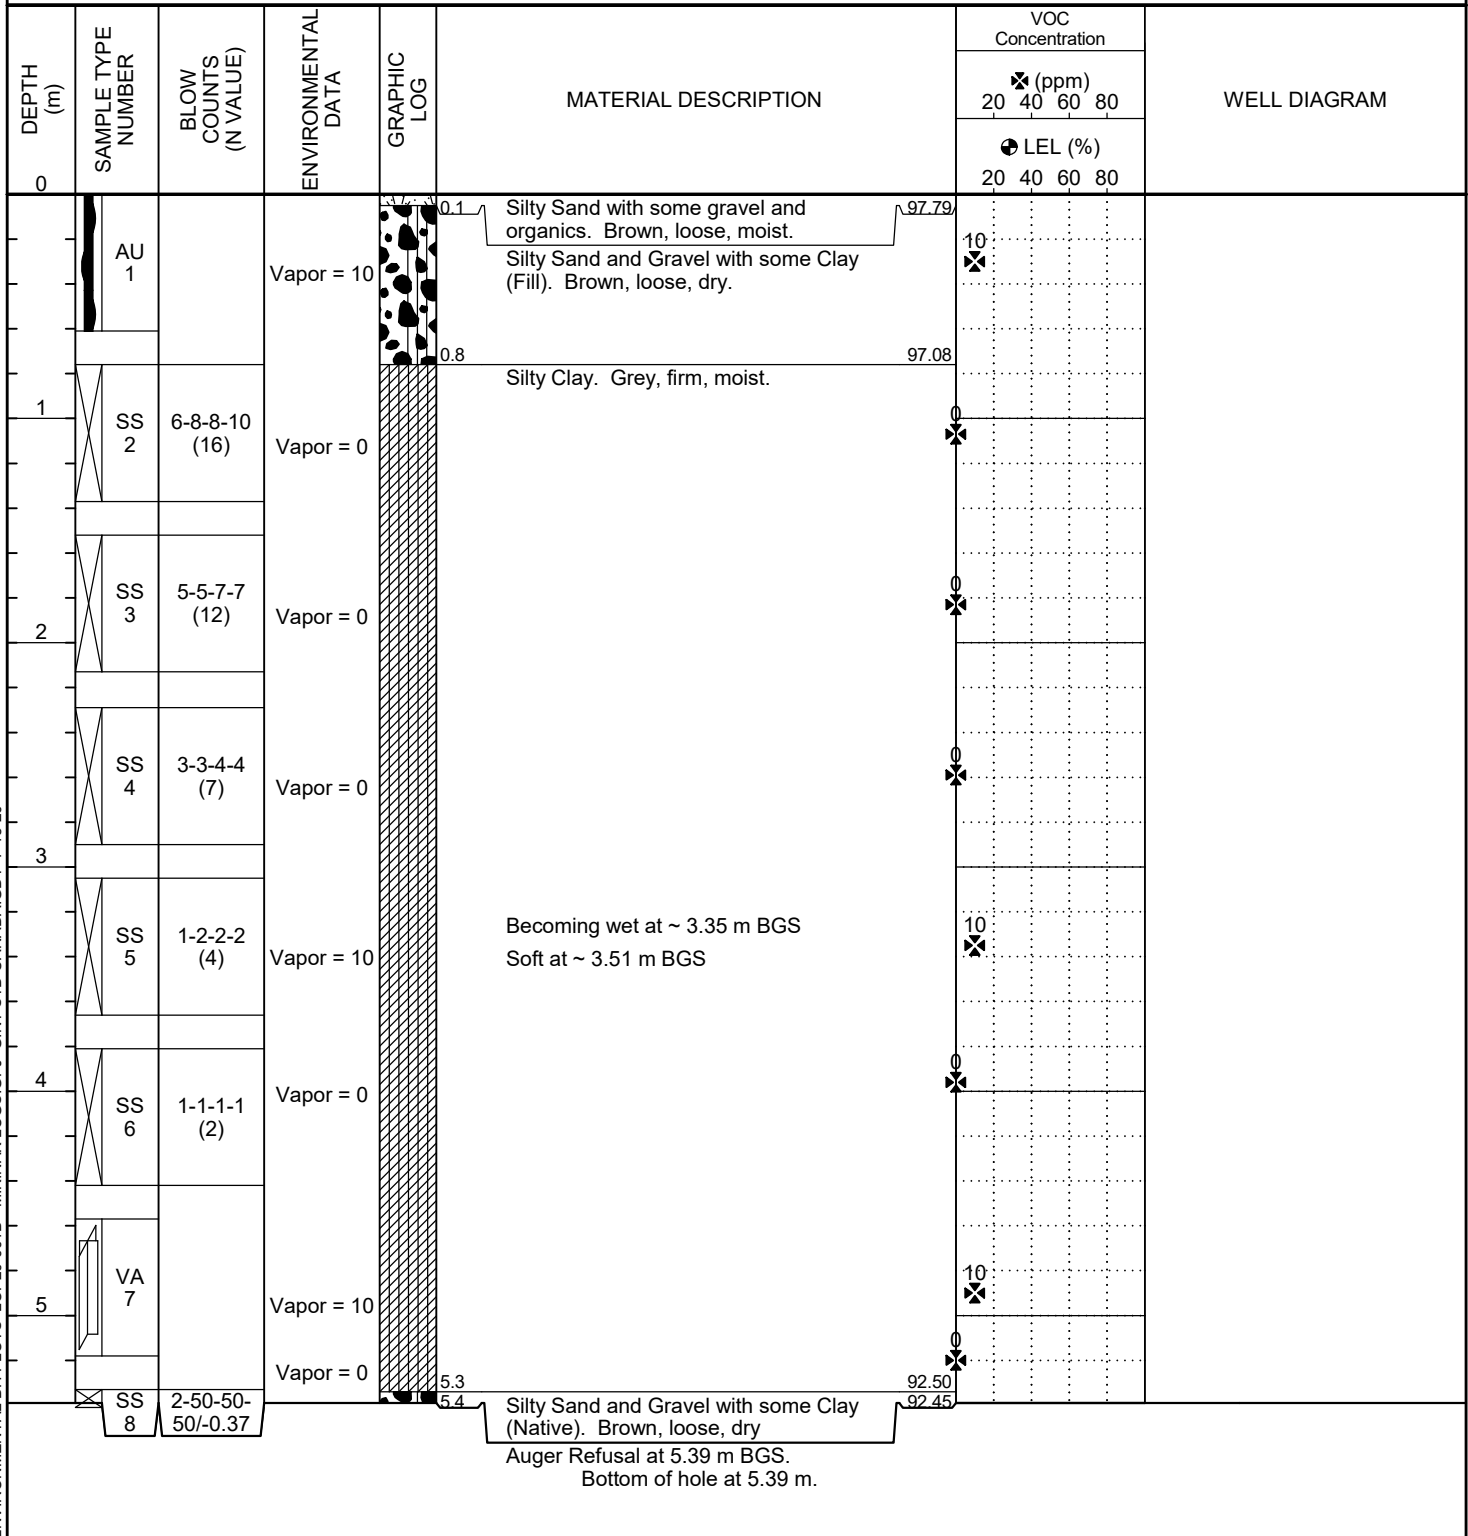 DEPTH
(m)
SAMPLE TYPE
NUMBER
BLOW
COUNTS
(N VALUE)
ENVIRONMENTAL
DATA
GRAPHIC
LOG
MATERIAL DESCRIPTION
VOC
Concentration
(ppm)
20 40 60 80
LEL (%)
20 40 60 80
WELL DIAGRAM
0
0.1 Silty Sand with some gravel and 97.79
organics. Brown, loose, moist.
AU
1
Vapor = 10
Silty Sand and Gravel with some Clay
(Fill). Brown, loose, dry.
10
0.8 97.08
Silty Clay. Grey, firm, moist.
1
SS
2
6-8-8-10
(16)
Vapor = 0
0
SS
3
5-5-7-7
(12)
Vapor = 0
0
2
SS
4
3-3-4-4
(7)
Vapor = 0
0
3
SS
5
1-2-2-2
(4)
Vapor = 10
Becoming wet at ~ 3.35 m BGS
Soft at ~ 3.51 m BGS
10
4
SS
6
1-1-1-1
(2)
Vapor = 0
0
VA
7
Vapor = 10
10
5
Vapor = 0
0
5.3 92.50
SS
8
2-50-50-
50/-0.37
5.4 Silty Sand and Gravel with some Clay 92.45
(Native). Brown, loose, dry
Auger Refusal at 5.39 m BGS.
Bottom of hole at 5.39 m.